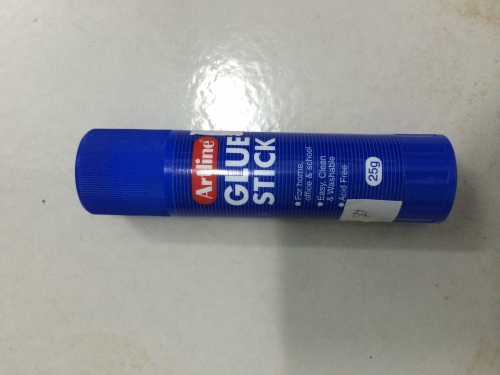 Artline
GLUE
STICK
For home,
office & school
Easy, Clean
& Washable
Acid Free
25g